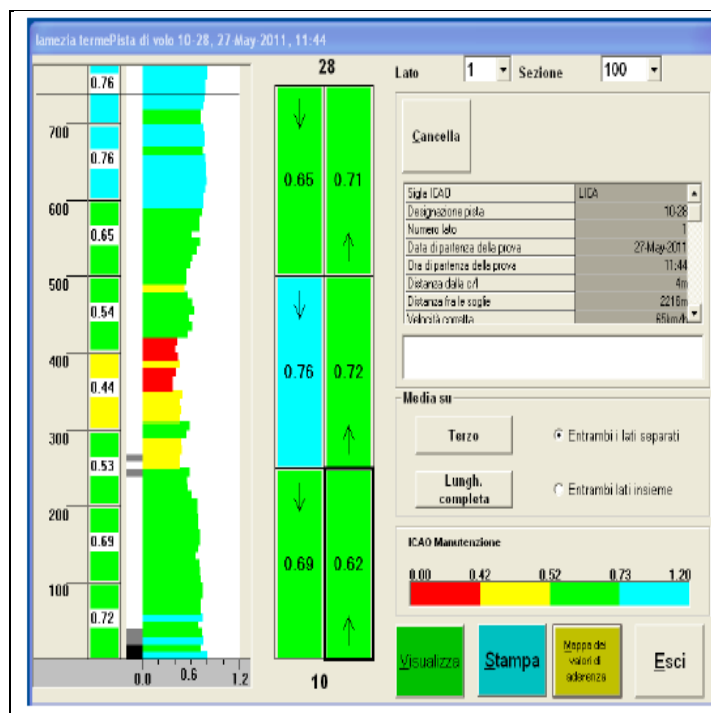 lamezia termePista di volo 10-28, 27-May-2011, 11:44
28
Lato 1 Sezione 100
0.76
700
0.76
600
0.65
500
0.54
400
0.44
300
0.53
200
0.69
100
0.72
0.0 0.6 1.2
0.65 0.71
0.76 0.72
0.69 0.62
10
Cancella
Sigla ICAO LICA
Designazione pista 10-28
Numero lato 1
Data di partenza della prova 27-May-2011
Ora di partenza della prova 11:44
Distanza dalla c/l 4m
Distanza fra le soglie 2216m
Velocità corretta 65km/h
Media su
Terzo
Entrambi i lati separati
Lungh.
completa
Entrambi lati insieme
ICAO Manutenzione
0.00 0.42 0.52 0.73 1.20
Visualizza
Stampa
Mappa dei
valori di
aderenza
Esci